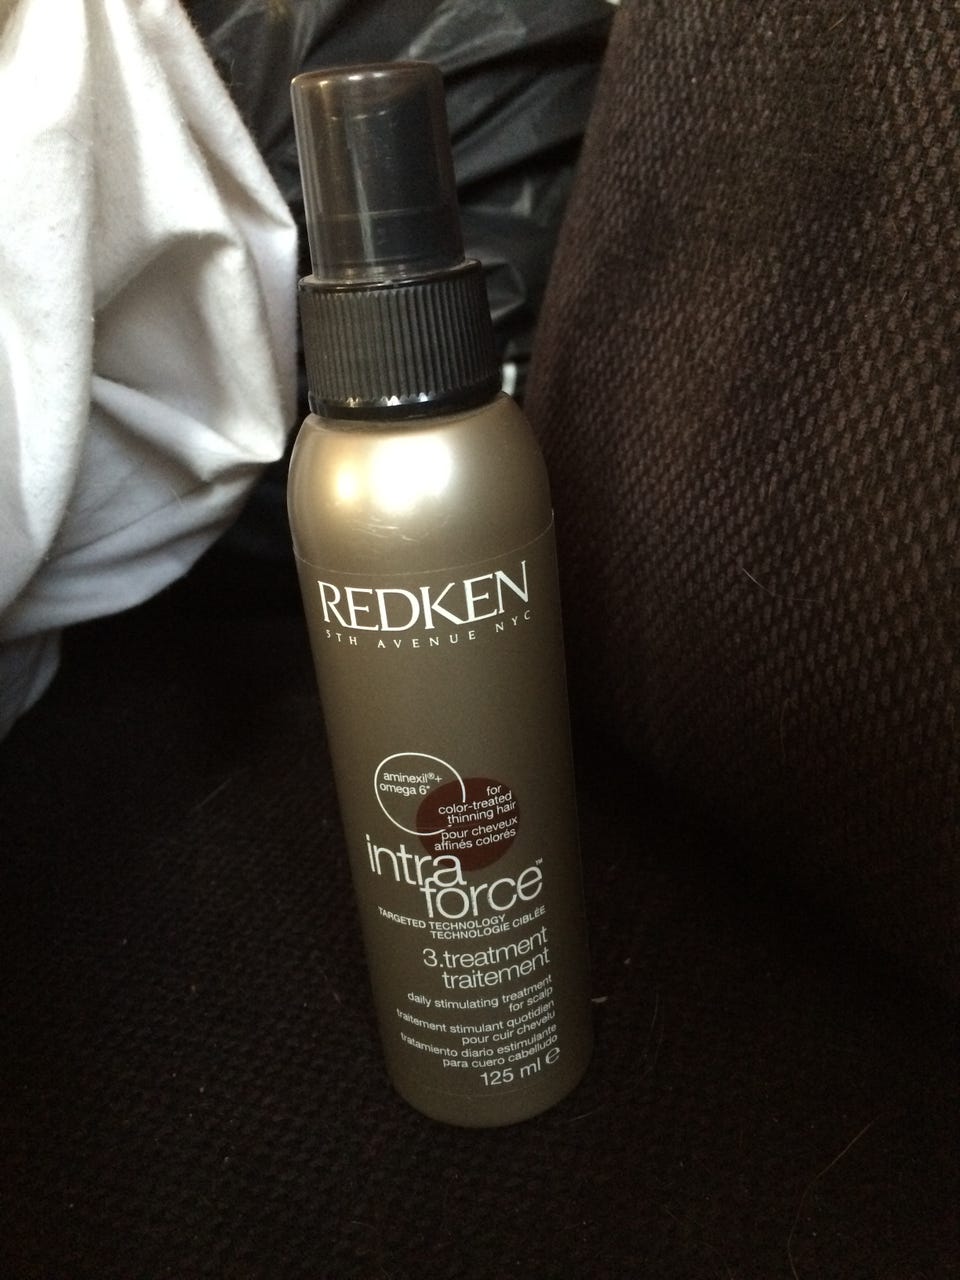 REDKEN
5TH AVENUE NYC
aminexil®+
omega 6*
for
color-treated
thinning hair
pour cheveux
affinés colorés
intra
force™
TARGETED TECHNOLOGY
TECHNOLOGIE CIBLÉE
3.treatment
traitement
daily stimulating treatment
for scalp
traitement stimulant quotidien
pour cuir chevelu
tratamiento diario estimulante
para cuero cabelludo
125 ml ℮